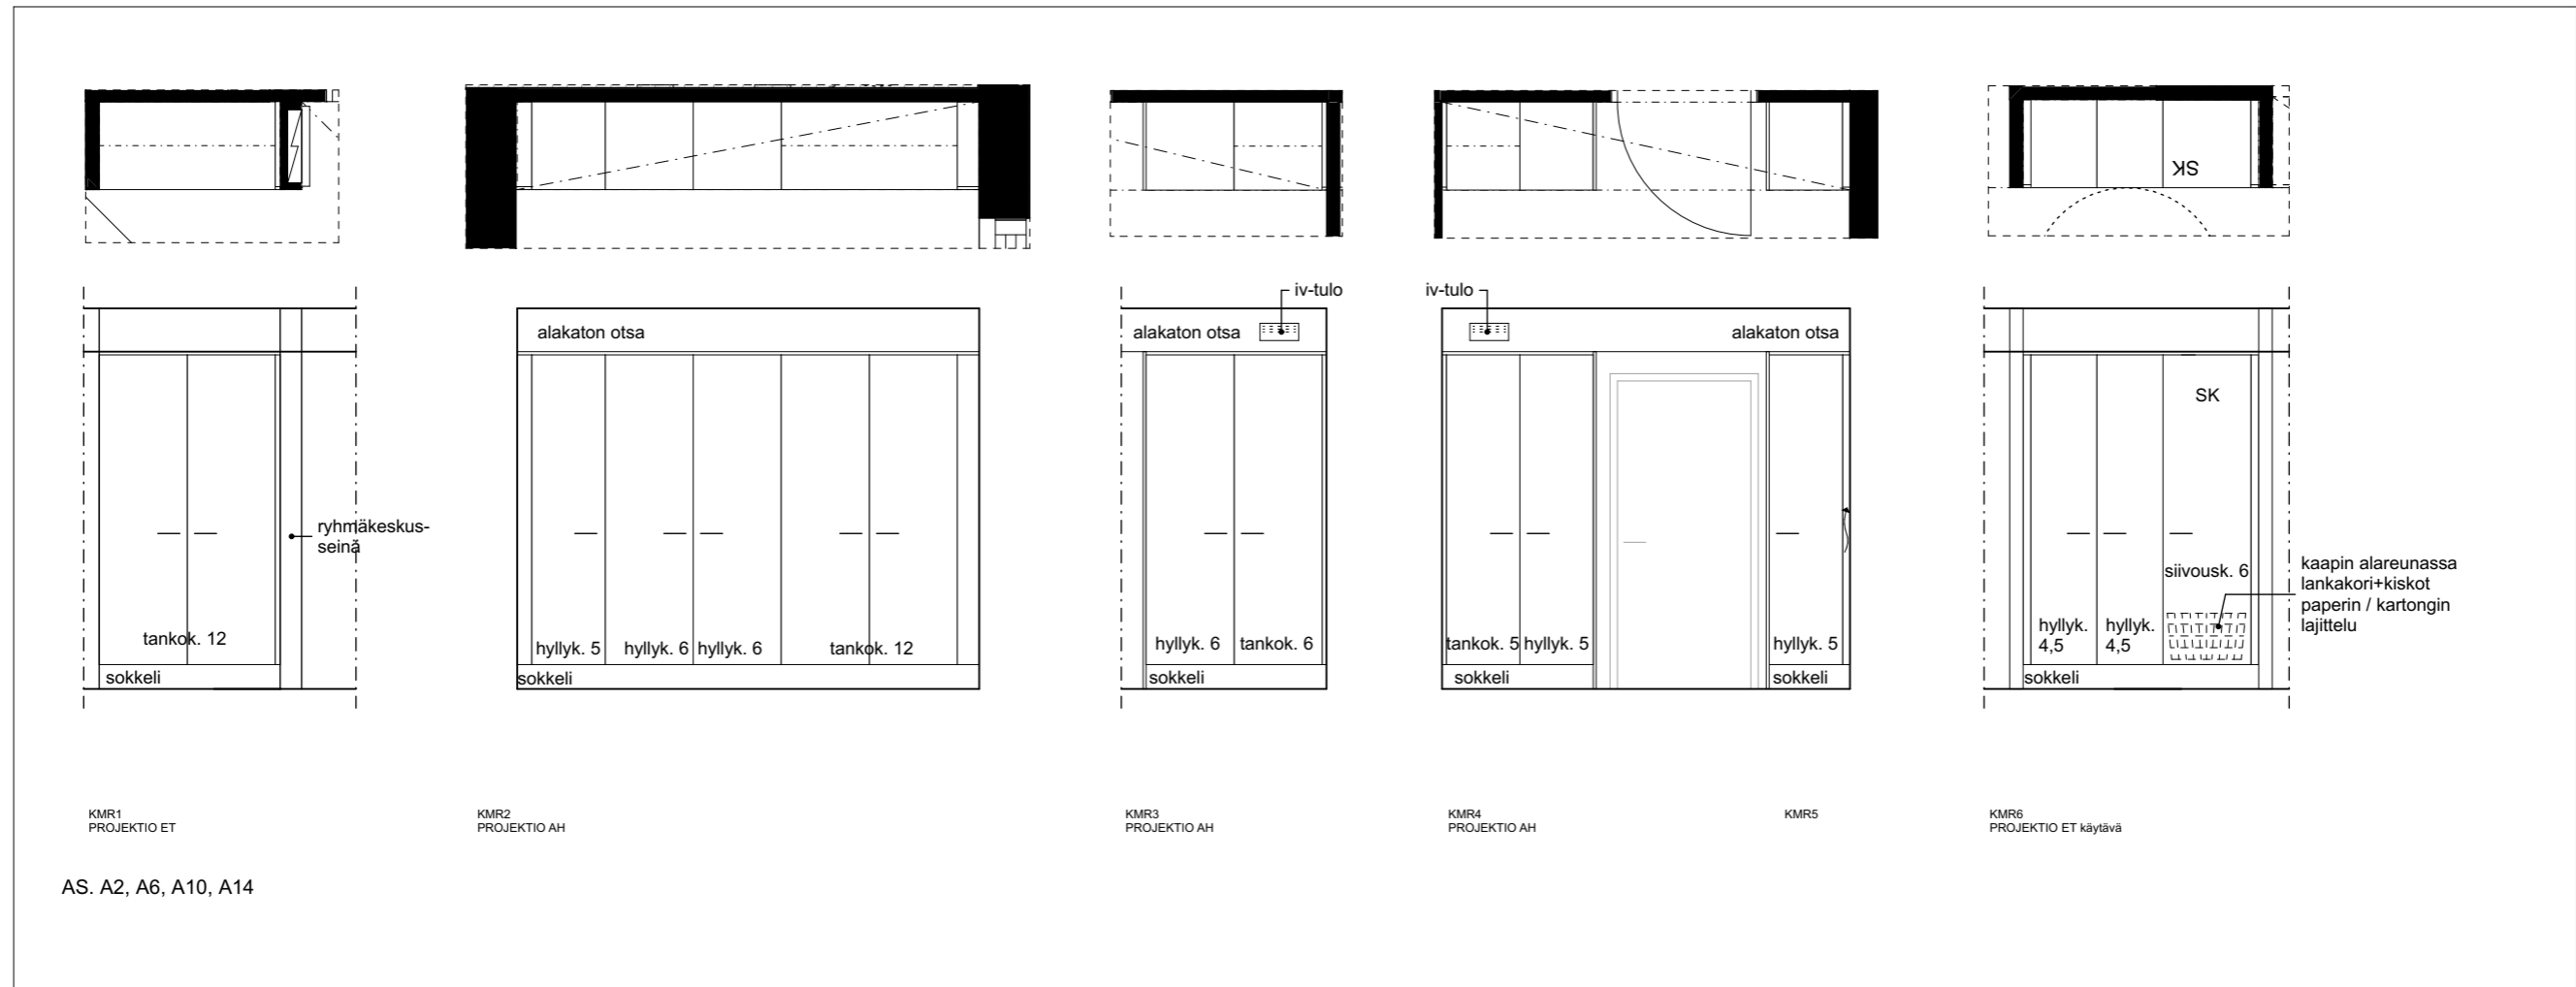 SK
iv-tulo
iv-tulo
alakaton otsa
alakaton otsa
alakaton otsa
SK
ryhmäkeskus-
seinä
kaapin alareunassa
lankakori+kiskot
paperin / kartongin
lajittelu
siivousk. 6
tankok. 12
hyllyk. 5
hyllyk. 6
hyllyk. 6
tankok. 12
hyllyk. 6
tankok. 6
tankok. 5
hyllyk. 5
hyllyk. 5
hyllyk.
4,5
hyllyk.
4,5
sokkeli
sokkeli
sokkeli
sokkeli
sokkeli
sokkeli
KMR1
PROJEKTIO ET
KMR2
PROJEKTIO AH
KMR3
PROJEKTIO AH
KMR4
PROJEKTIO AH
KMR5
KMR6
PROJEKTIO ET käytävä
AS. A2, A6, A10, A14